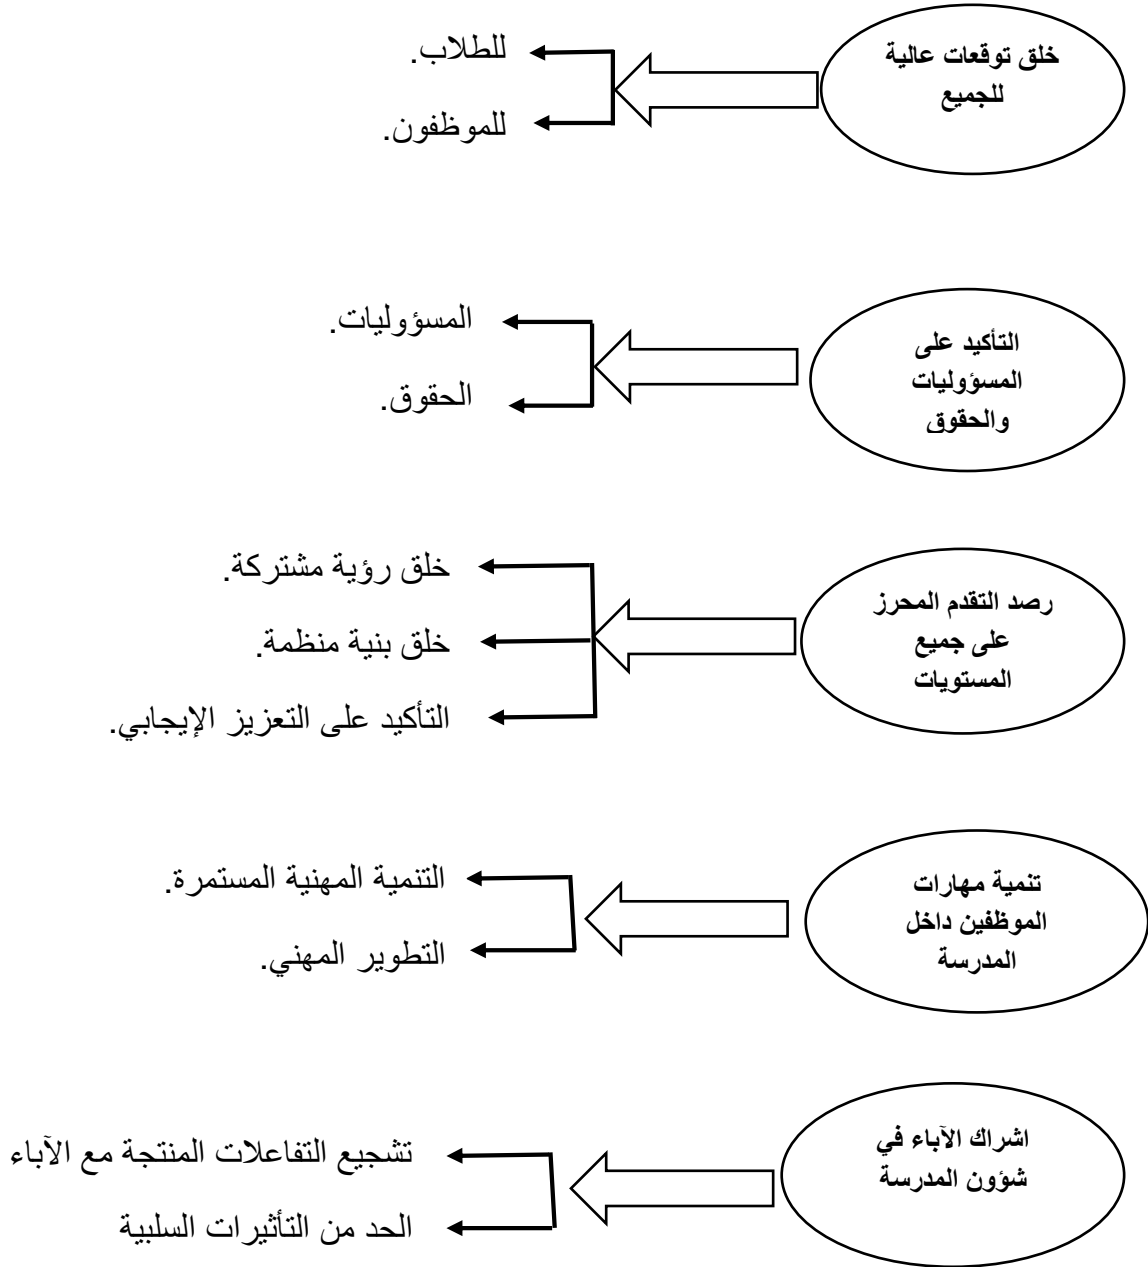 خلق توقعات عالية
للجميع
للطلاب.
للموظفون.
التأكيد على
المسؤوليات
والحقوق
المسؤوليات.
الحقوق.
رصد التقدم المحرز
على جميع
المستويات
خلق رؤية مشتركة.
خلق بنية منظمة.
التأكيد على التعزيز الإيجابي.
تنمية مهارات
الموظفين داخل
المدرسة
التنمية المهنية المستمرة.
التطوير المهني.
اشراك الآباء في
شؤون المدرسة
تشجيع التفاعلات المنتجة مع الآباء
الحد من التأثيرات السلبية